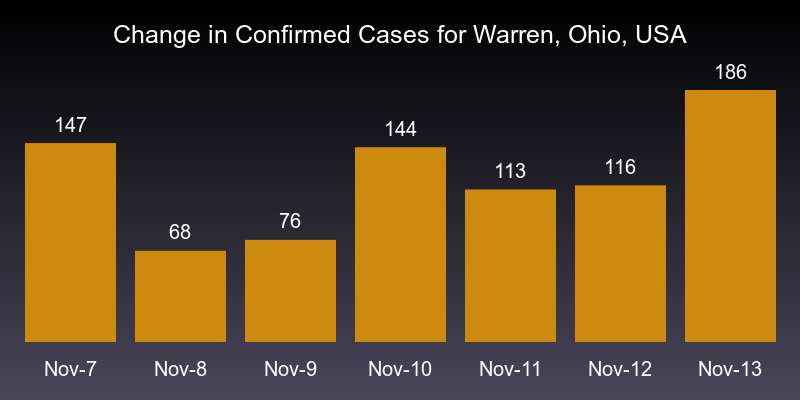 Change in Confirmed Cases for Warren, Ohio, USA
147
68
76
144
113
116
186
Nov-7
Nov-8
Nov-9
Nov-10
Nov-11
Nov-12
Nov-13